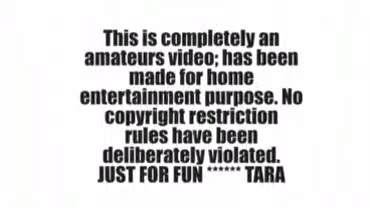 This is completely an
amateurs video; has been
made for home
entertainment purpose. No
copyright restriction
rules have been
deliberately violated.
JUST FOR FUN ****** TARA